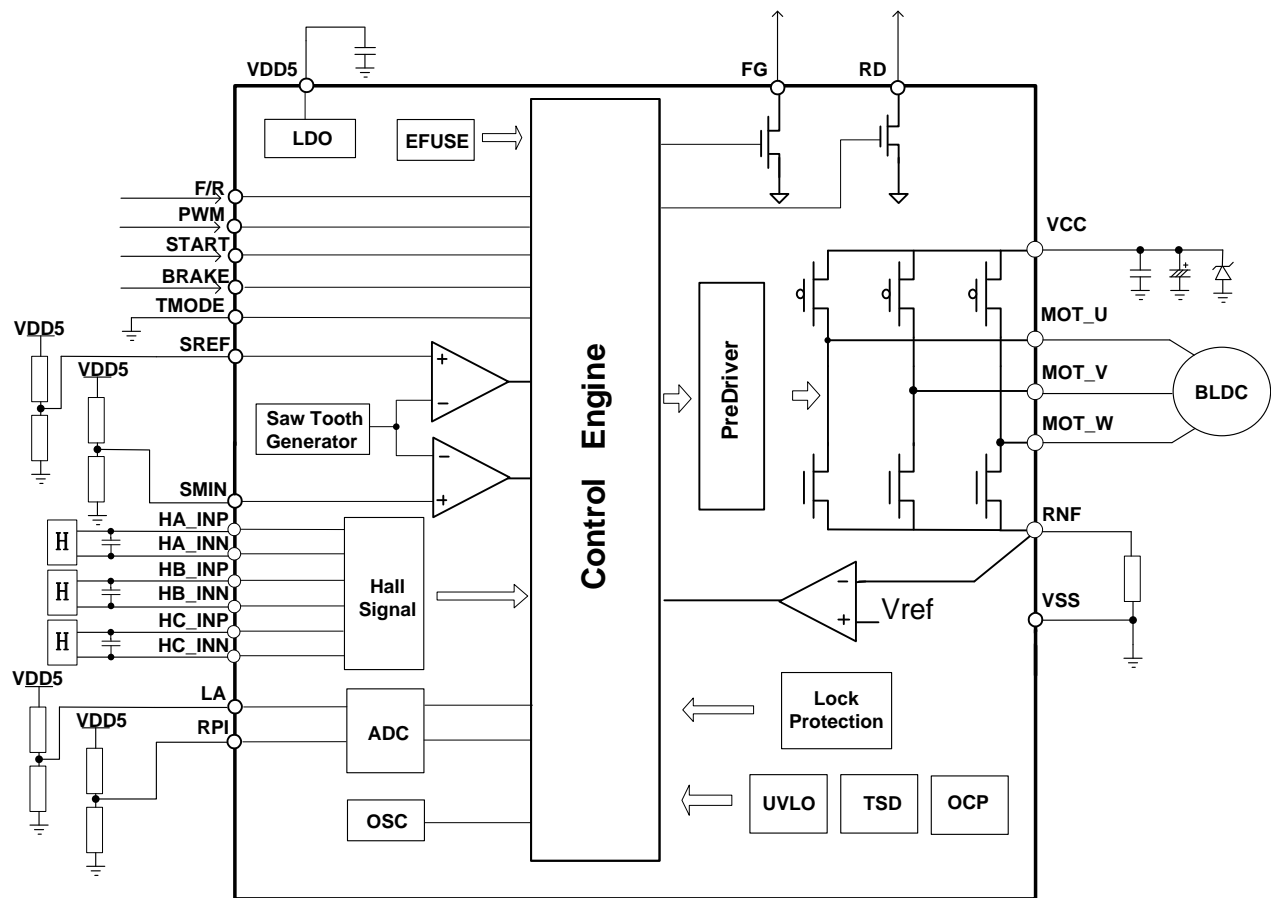 VDD5
FG
RD
LDO
EFUSE
F/R
PWM
START
BRAKE
TMODE
VDD5
SREF
VDD5
Saw Tooth
Generator
SMIN
HA_INP
HA_INN
HB_INP
HB_INN
HC_INP
HC_INN
H
H
H
Hall
Signal
VDD5
LA
VDD5
RPI
ADC
OSC
Control Engine
PreDriver
VCC
MOT_U
MOT_V
MOT_W
BLDC
RNF
VSS
Vref
Lock
Protection
UVLO
TSD
OCP
+
−
−
+
−
+
+